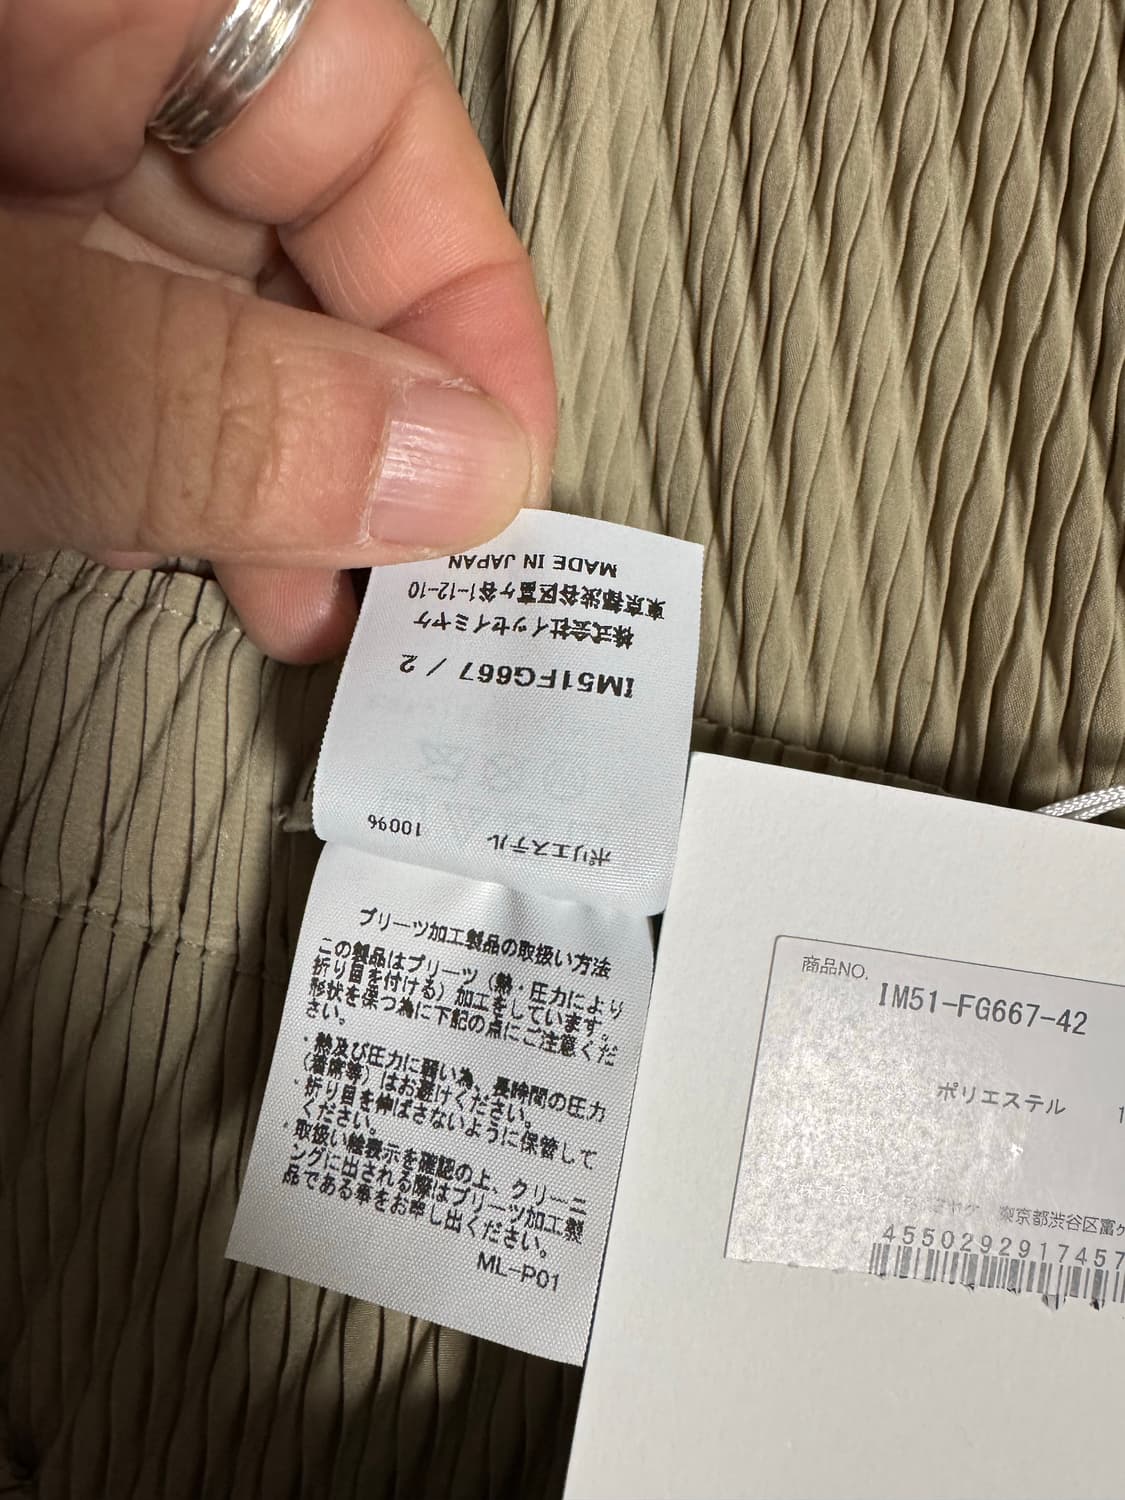 ポリエステル 100%
IM51FG667 / 2
株式会社イッセイミヤケ
東京都渋谷区富ヶ谷1-12-10
MADE IN JAPAN
プリーツ加工製品の取扱い方法
この製品はプリーツ(熱・圧力により
折り目を付ける)加工をしています。
形状を保つ為に下記の点にご注意くだ
さい。
・熱及び圧力に弱い為、長時間の圧力
(着席等)はお避けください。
・折り目を伸ばさないように保管して
ください。
・取扱い絵表示を確認の上、クリーニ
ングに出される際はプリーツ加工製
品である事をお申し出ください。
ML-P01
商品NO.
IM51-FG667-42
ポリエステル 1
東京都渋谷区富ヶ
4550292917457